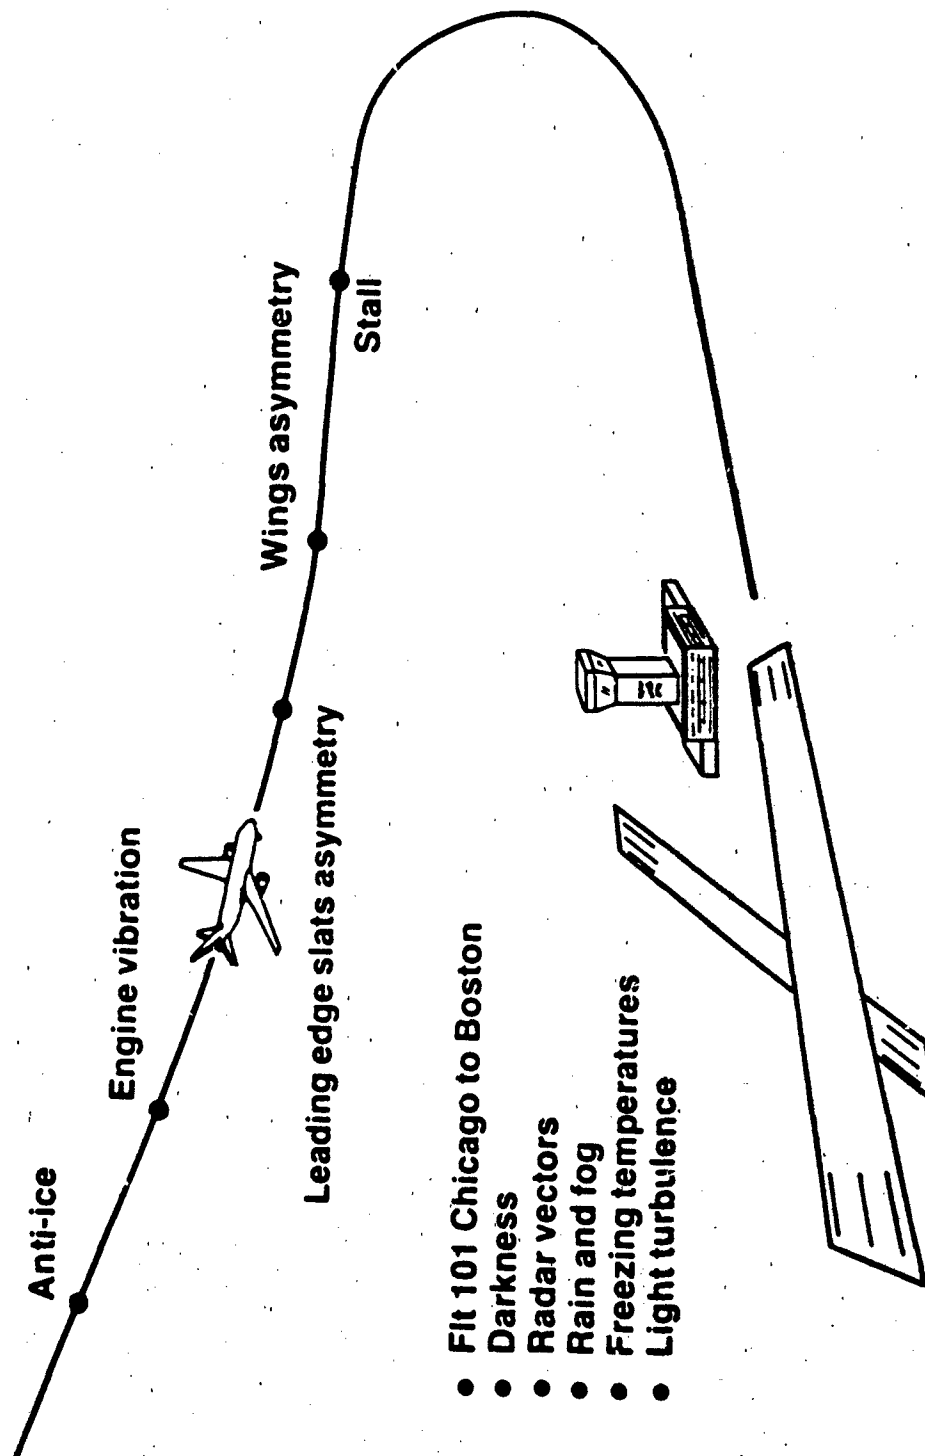 Anti-ice
Engine vibration
Leading edge slats asymmetry
Wings asymmetry
Stall
● Flt 101 Chicago to Boston
● Darkness
● Radar vectors
● Rain and fog
● Freezing temperatures
● Light turbulence